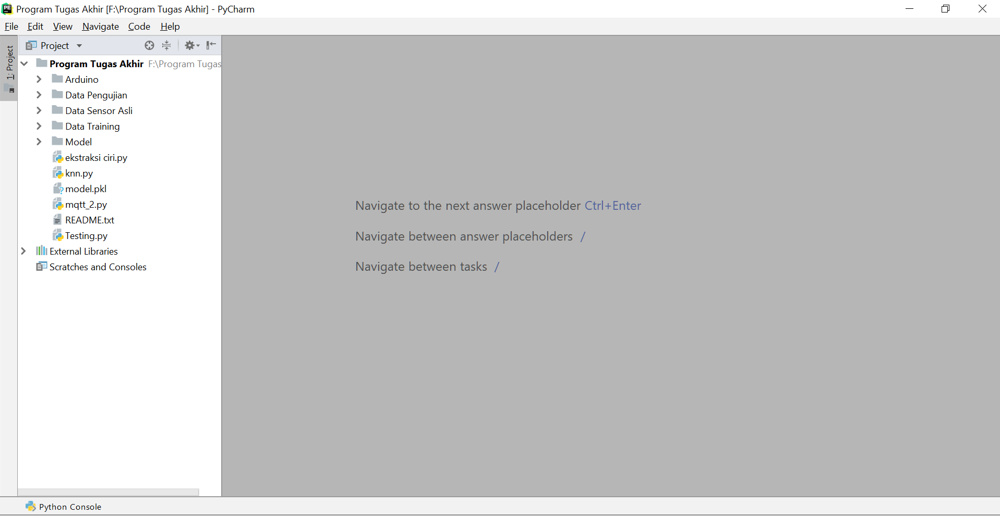 Program Tugas Akhir [F:\Program Tugas Akhir] - PyCharm
File Edit View Navigate Code Help
1: Project
Project
Program Tugas Akhir F:\Program Tugas
Arduino
Data Pengujian
Data Sensor Asli
Data Training
Model
ekstraksi ciri.py
knn.py
model.pkl
mqtt_2.py
README.txt
Testing.py
External Libraries
Scratches and Consoles
Navigate to the next answer placeholder Ctrl+Enter
Navigate between answer placeholders /
Navigate between tasks /
Python Console